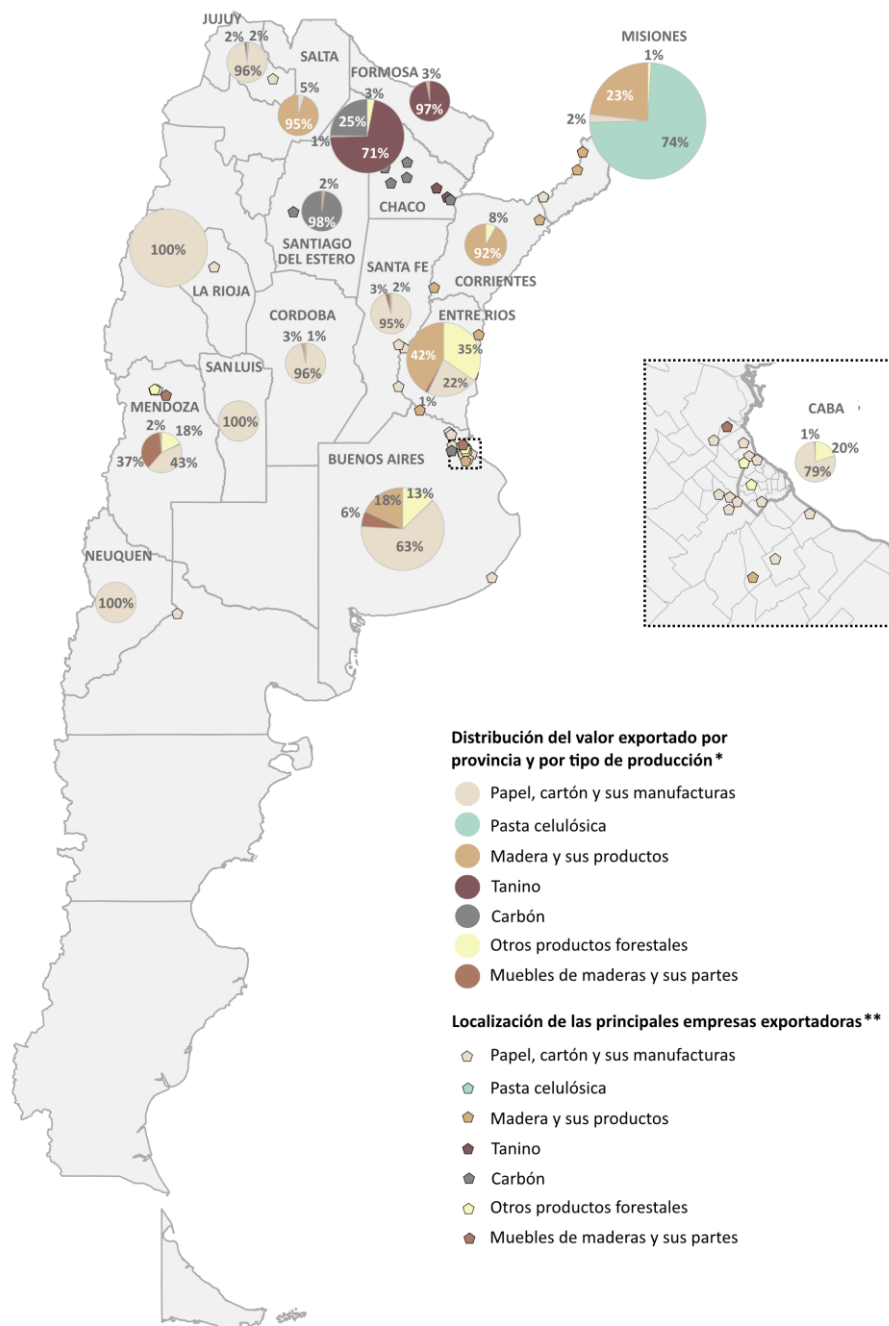 JUJUY
2% 2%
96%
SALTA
5%
95%
FORMOSA
3%
97%
3%
25%
1%
71%
CHACO
MISIONES
1%
23%
2%
74%
2%
98%
SANTIAGO
DEL ESTERO
8%
92%
CORRIENTES
100%
LA RIOJA
SANTA FE
3% 2%
95%
CORDOBA
3% 1%
96%
ENTRE RIOS
42%
35%
22%
1%
SAN LUIS
100%
MENDOZA
2% 18%
37% 43%
BUENOS AIRES
18% 13%
6%
63%
NEUQUEN
100%
CABA
1%
20%
79%
Distribución del valor exportado por
provincia y por tipo de producción*
Papel, cartón y sus manufacturas
Pasta celulósica
Madera y sus productos
Tanino
Carbón
Otros productos forestales
Muebles de maderas y sus partes
Localización de las principales empresas exportadoras**
Papel, cartón y sus manufacturas
Pasta celulósica
Madera y sus productos
Tanino
Carbón
Otros productos forestales
Muebles de maderas y sus partes